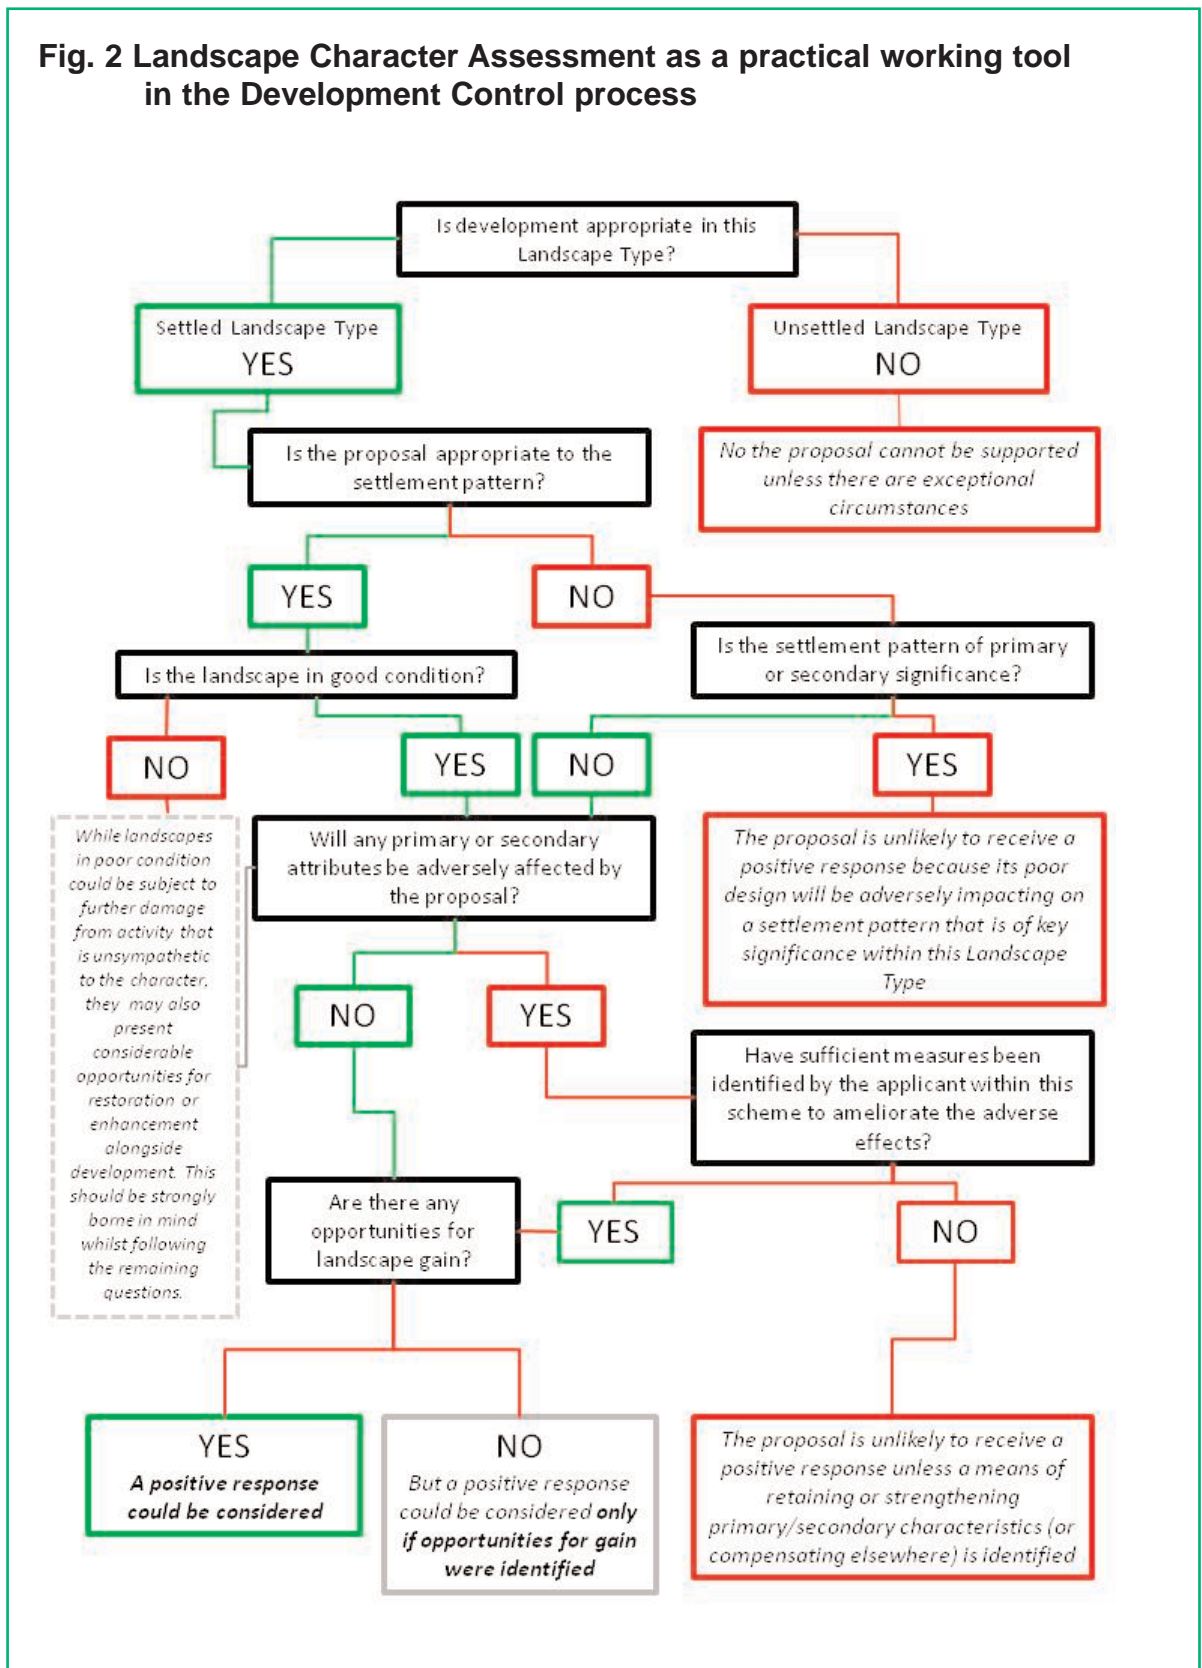 Fig. 2 Landscape Character Assessment as a practical working tool
in the Development Control process
Is development appropriate in this
Landscape Type?
Settled Landscape Type
YES
Unsettled Landscape Type
NO
No the proposal cannot be supported
unless there are exceptional
circumstances
Is the proposal appropriate to the
settlement pattern?
YES
NO
Is the landscape in good condition?
Is the settlement pattern of primary
or secondary significance?
NO
YES
NO
YES
While landscapes
in poor condition
could be subject to
further damage
from activity that
is unsympathetic
to the character,
they may also
present
considerable
opportunities for
restoration or
enhancement
alongside
development. This
should be strongly
borne in mind
whilst following
the remaining
questions.
Will any primary or secondary
attributes be adversely affected by
the proposal?
The proposal is unlikely to receive a
positive response because its poor
design will be adversely impacting on
a settlement pattern that is of key
significance within this Landscape
Type
NO
YES
Have sufficient measures been
identified by the applicant within this
scheme to ameliorate the adverse
effects?
Are there any
opportunities for
landscape gain?
YES
NO
YES
A positive response
could be considered
NO
But a positive response
could be considered only
if opportunities for gain
were identified
The proposal is unlikely to receive a
positive response unless a means of
retaining or strengthening
primary/secondary characteristics (or
compensating elsewhere) is identified